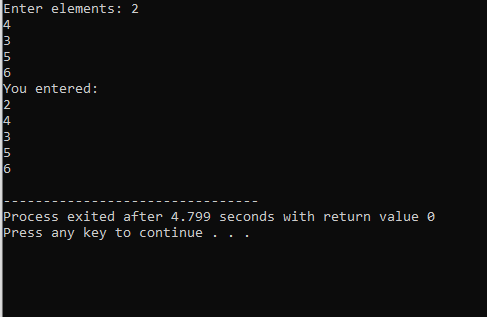 Enter elements: 2
4
3
5
6
You entered:
2
4
3
5
6
--------------------------------
Process exited after 4.799 seconds with return value 0
Press any key to continue . . .